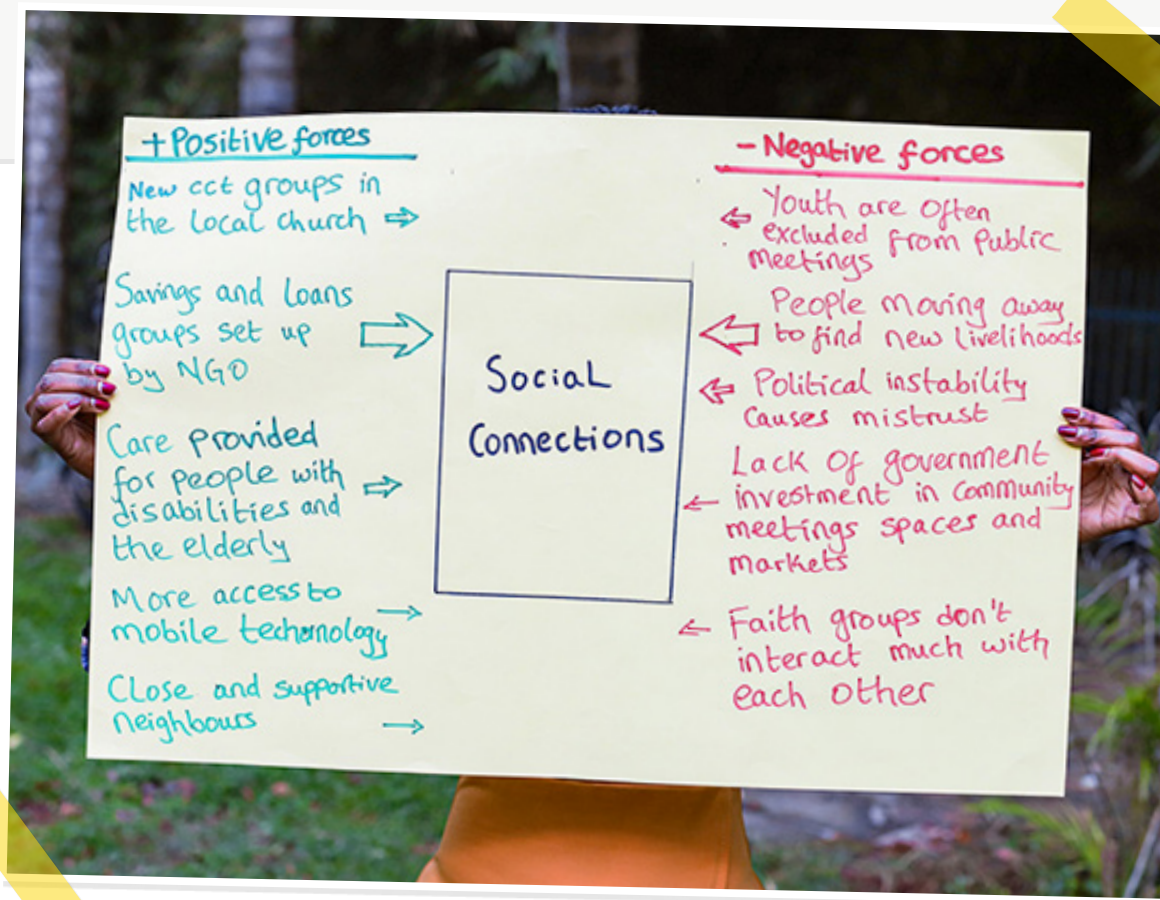 + Positive forces
New cct groups in
the Local church
Savings and Loans
groups set up
by NGO
Care provided
for people with
disabilities and
the elderly
More access to
mobile techonology
Close and supportive
neighbours
Social
Connections
- Negative forces
Youth are often
excluded from Public
meetings
People moving away
to find new livelihoods
Political instability
Causes mistrust
Lack of government
investment in community
meetings spaces and
markets
Faith groups don't
interact much with
each other